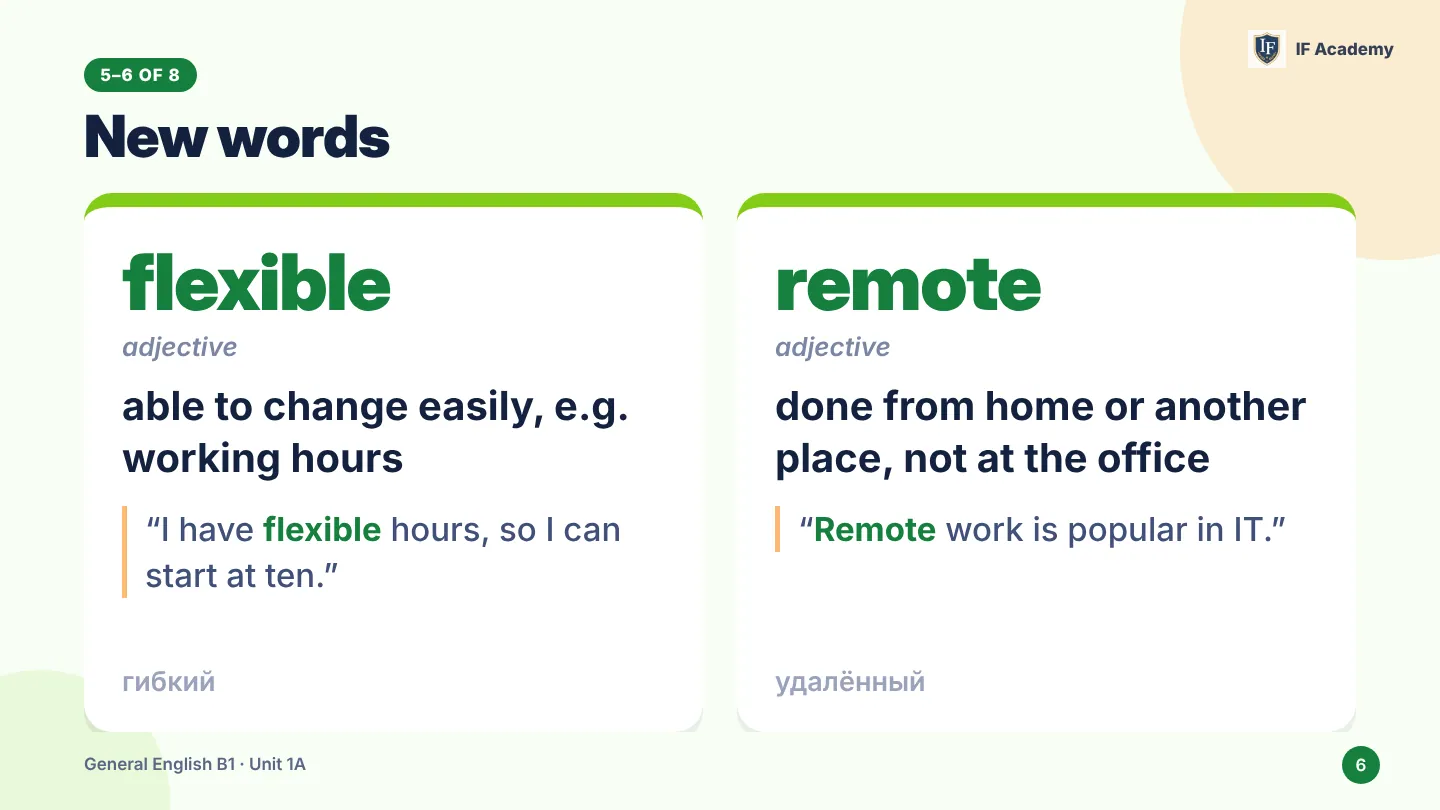 IF
IF Academy
5–6 OF 8
New words
flexible
adjective
able to change easily, e.g.
working hours
“I have flexible hours, so I can
start at ten.”
гибкий
remote
adjective
done from home or another
place, not at the office
“Remote work is popular in IT.”
удалённый
General English B1 · Unit 1A
6